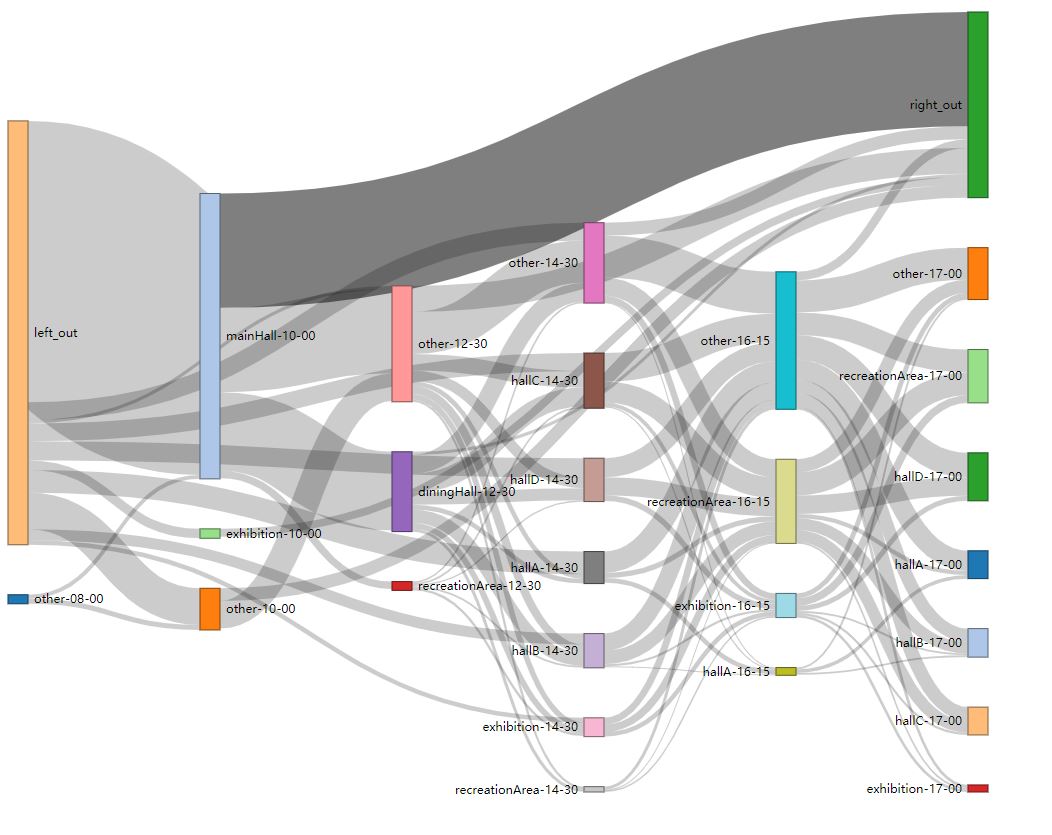 left_out
other-08-00
mainHall-10-00
exhibition-10-00
other-10-00
other-12-30
diningHall-12-30
recreationArea-12-30
other-14-30
hallC-14-30
hallD-14-30
hallA-14-30
hallB-14-30
exhibition-14-30
recreationArea-14-30
other-16-15
recreationArea-16-15
exhibition-16-15
hallA-16-15
right_out
other-17-00
recreationArea-17-00
hallD-17-00
hallA-17-00
hallB-17-00
hallC-17-00
exhibition-17-00